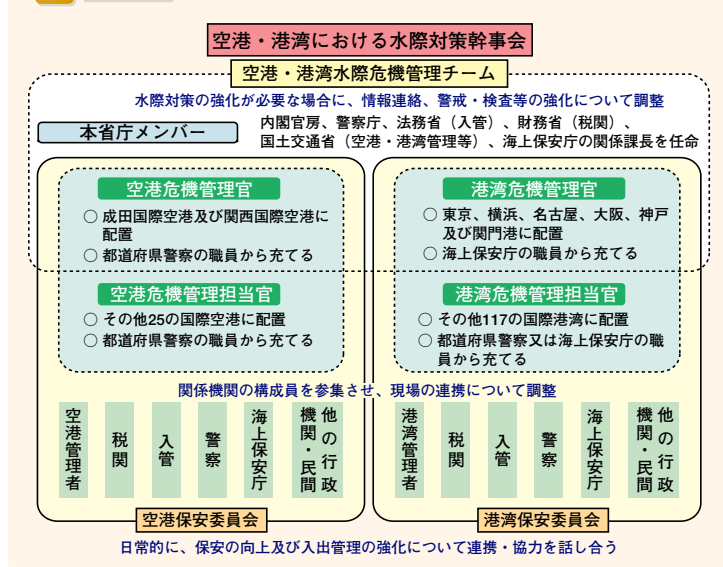 空港・港湾における水際対策幹事会
空港・港湾水際危機管理チーム
水際対策の強化が必要な場合に、情報連絡、警戒・検査等の強化について調整
本省庁メンバー
内閣官房、警察庁、法務省（入管）、財務省（税関）、
国土交通省（空港・港湾管理等）、海上保安庁の関係課長を任命
空港危機管理官
○ 成田国際空港及び関西国際空港に
配置
○ 都道府県警察の職員から充てる
空港危機管理担当官
○ その他25の国際空港に配置
○ 都道府県警察の職員から充てる
港湾危機管理官
○ 東京、横浜、名古屋、大阪、神戸
及び関門港に配置
○ 海上保安庁の職員から充てる
港湾危機管理担当官
○ その他117の国際港湾に配置
○ 都道府県警察又は海上保安庁の職
員から充てる
関係機関の構成員を参集させ、現場の連携について調整
空港管理者
税関
入管
警察
海上保安庁
他の行政
機関・民間
港湾管理者
税関
入管
警察
海上保安庁
他の行政
機関・民間
空港保安委員会
港湾保安委員会
日常的に、保安の向上及び入出管理の強化について連携・協力を話し合う